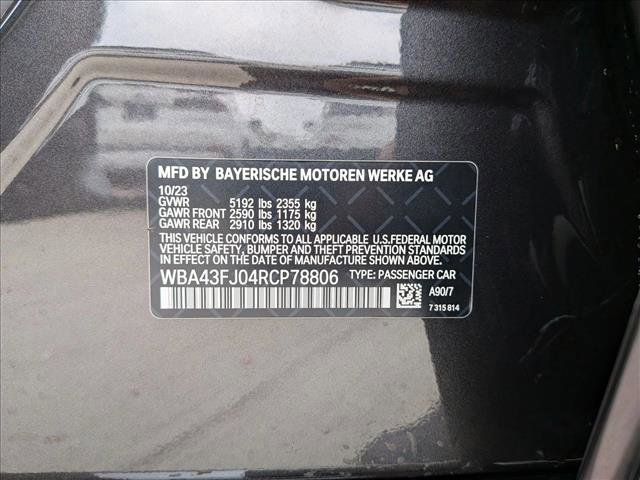 MFD BY BAYERISCHE MOTOREN WERKE AG
10/23
GVWR 5192 lbs 2355 kg
GAWR FRONT 2590 lbs 1175 kg
GAWR REAR 2910 lbs 1320 kg
THIS VEHICLE CONFORMS TO ALL APPLICABLE U.S.FEDERAL MOTOR
VEHICLE SAFETY, BUMPER AND THEFT PREVENTION STANDARDS
IN EFFECT ON THE DATE OF MANUFACTURE SHOWN ABOVE.
WBA43FJ04RCP78806 TYPE: PASSENGER CAR
A90/7
7 315 814